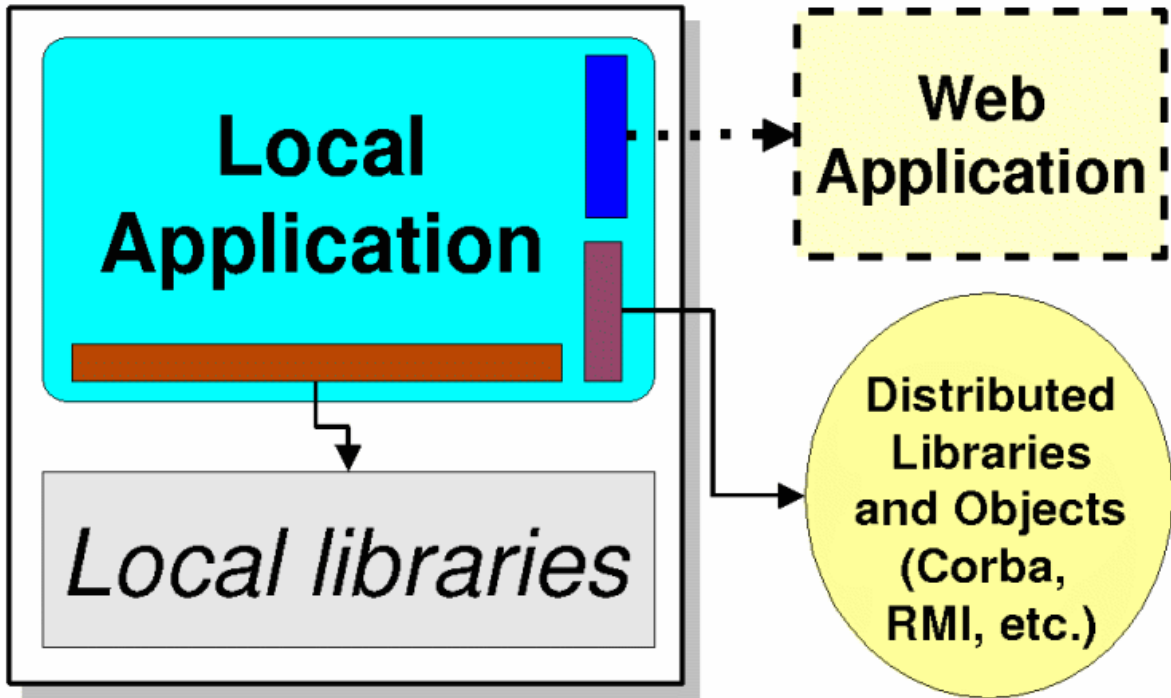 Local
Application
Local libraries
Web
Application
Distributed
Libraries
and Objects
(Corba,
RMI, etc.)